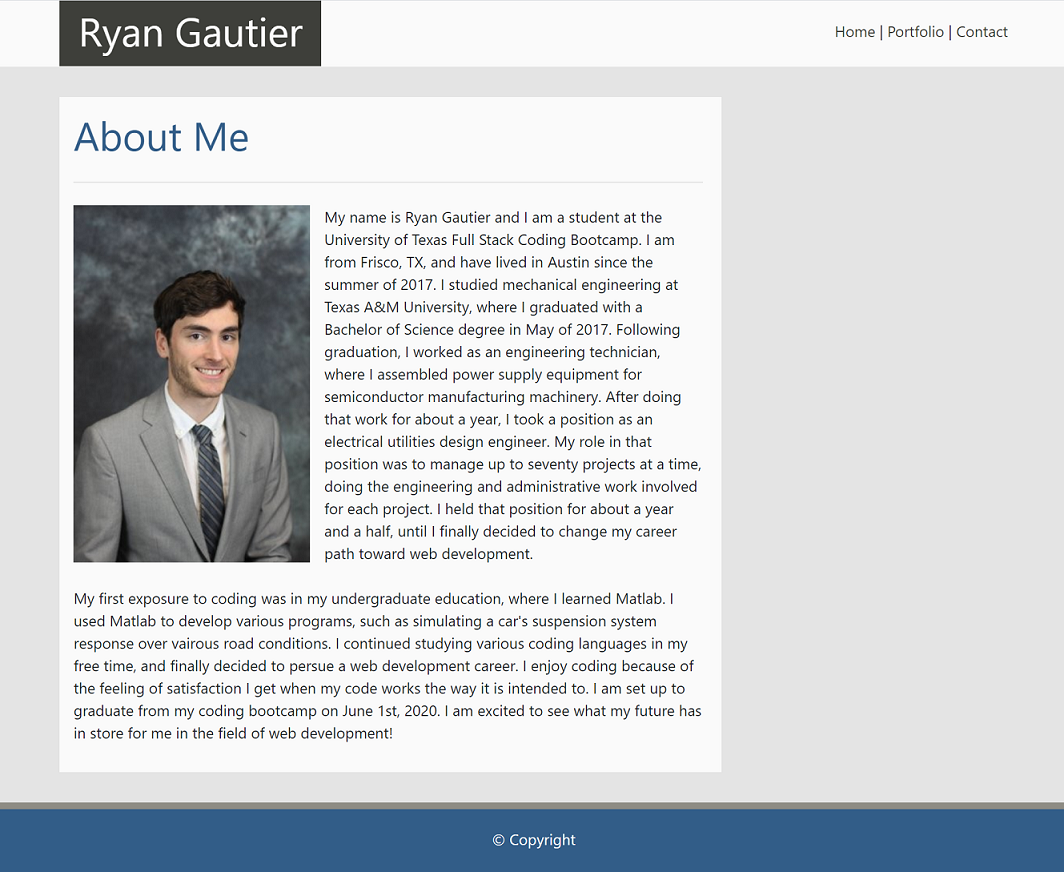 Ryan Gautier
Home | Portfolio | Contact
About Me
My name is Ryan Gautier and I am a student at the
University of Texas Full Stack Coding Bootcamp. I am
from Frisco, TX, and have lived in Austin since the
summer of 2017. I studied mechanical engineering at
Texas A&M University, where I graduated with a
Bachelor of Science degree in May of 2017. Following
graduation, I worked as an engineering technician,
where I assembled power supply equipment for
semiconductor manufacturing machinery. After doing
that work for about a year, I took a position as an
electrical utilities design engineer. My role in that
position was to manage up to seventy projects at a time,
doing the engineering and administrative work involved
for each project. I held that position for about a year
and a half, until I finally decided to change my career
path toward web development.
My first exposure to coding was in my undergraduate education, where I learned Matlab. I
used Matlab to develop various programs, such as simulating a car's suspension system
response over vairous road conditions. I continued studying various coding languages in my
free time, and finally decided to persue a web development career. I enjoy coding because of
the feeling of satisfaction I get when my code works the way it is intended to. I am set up to
graduate from my coding bootcamp on June 1st, 2020. I am excited to see what my future has
in store for me in the field of web development!
© Copyright